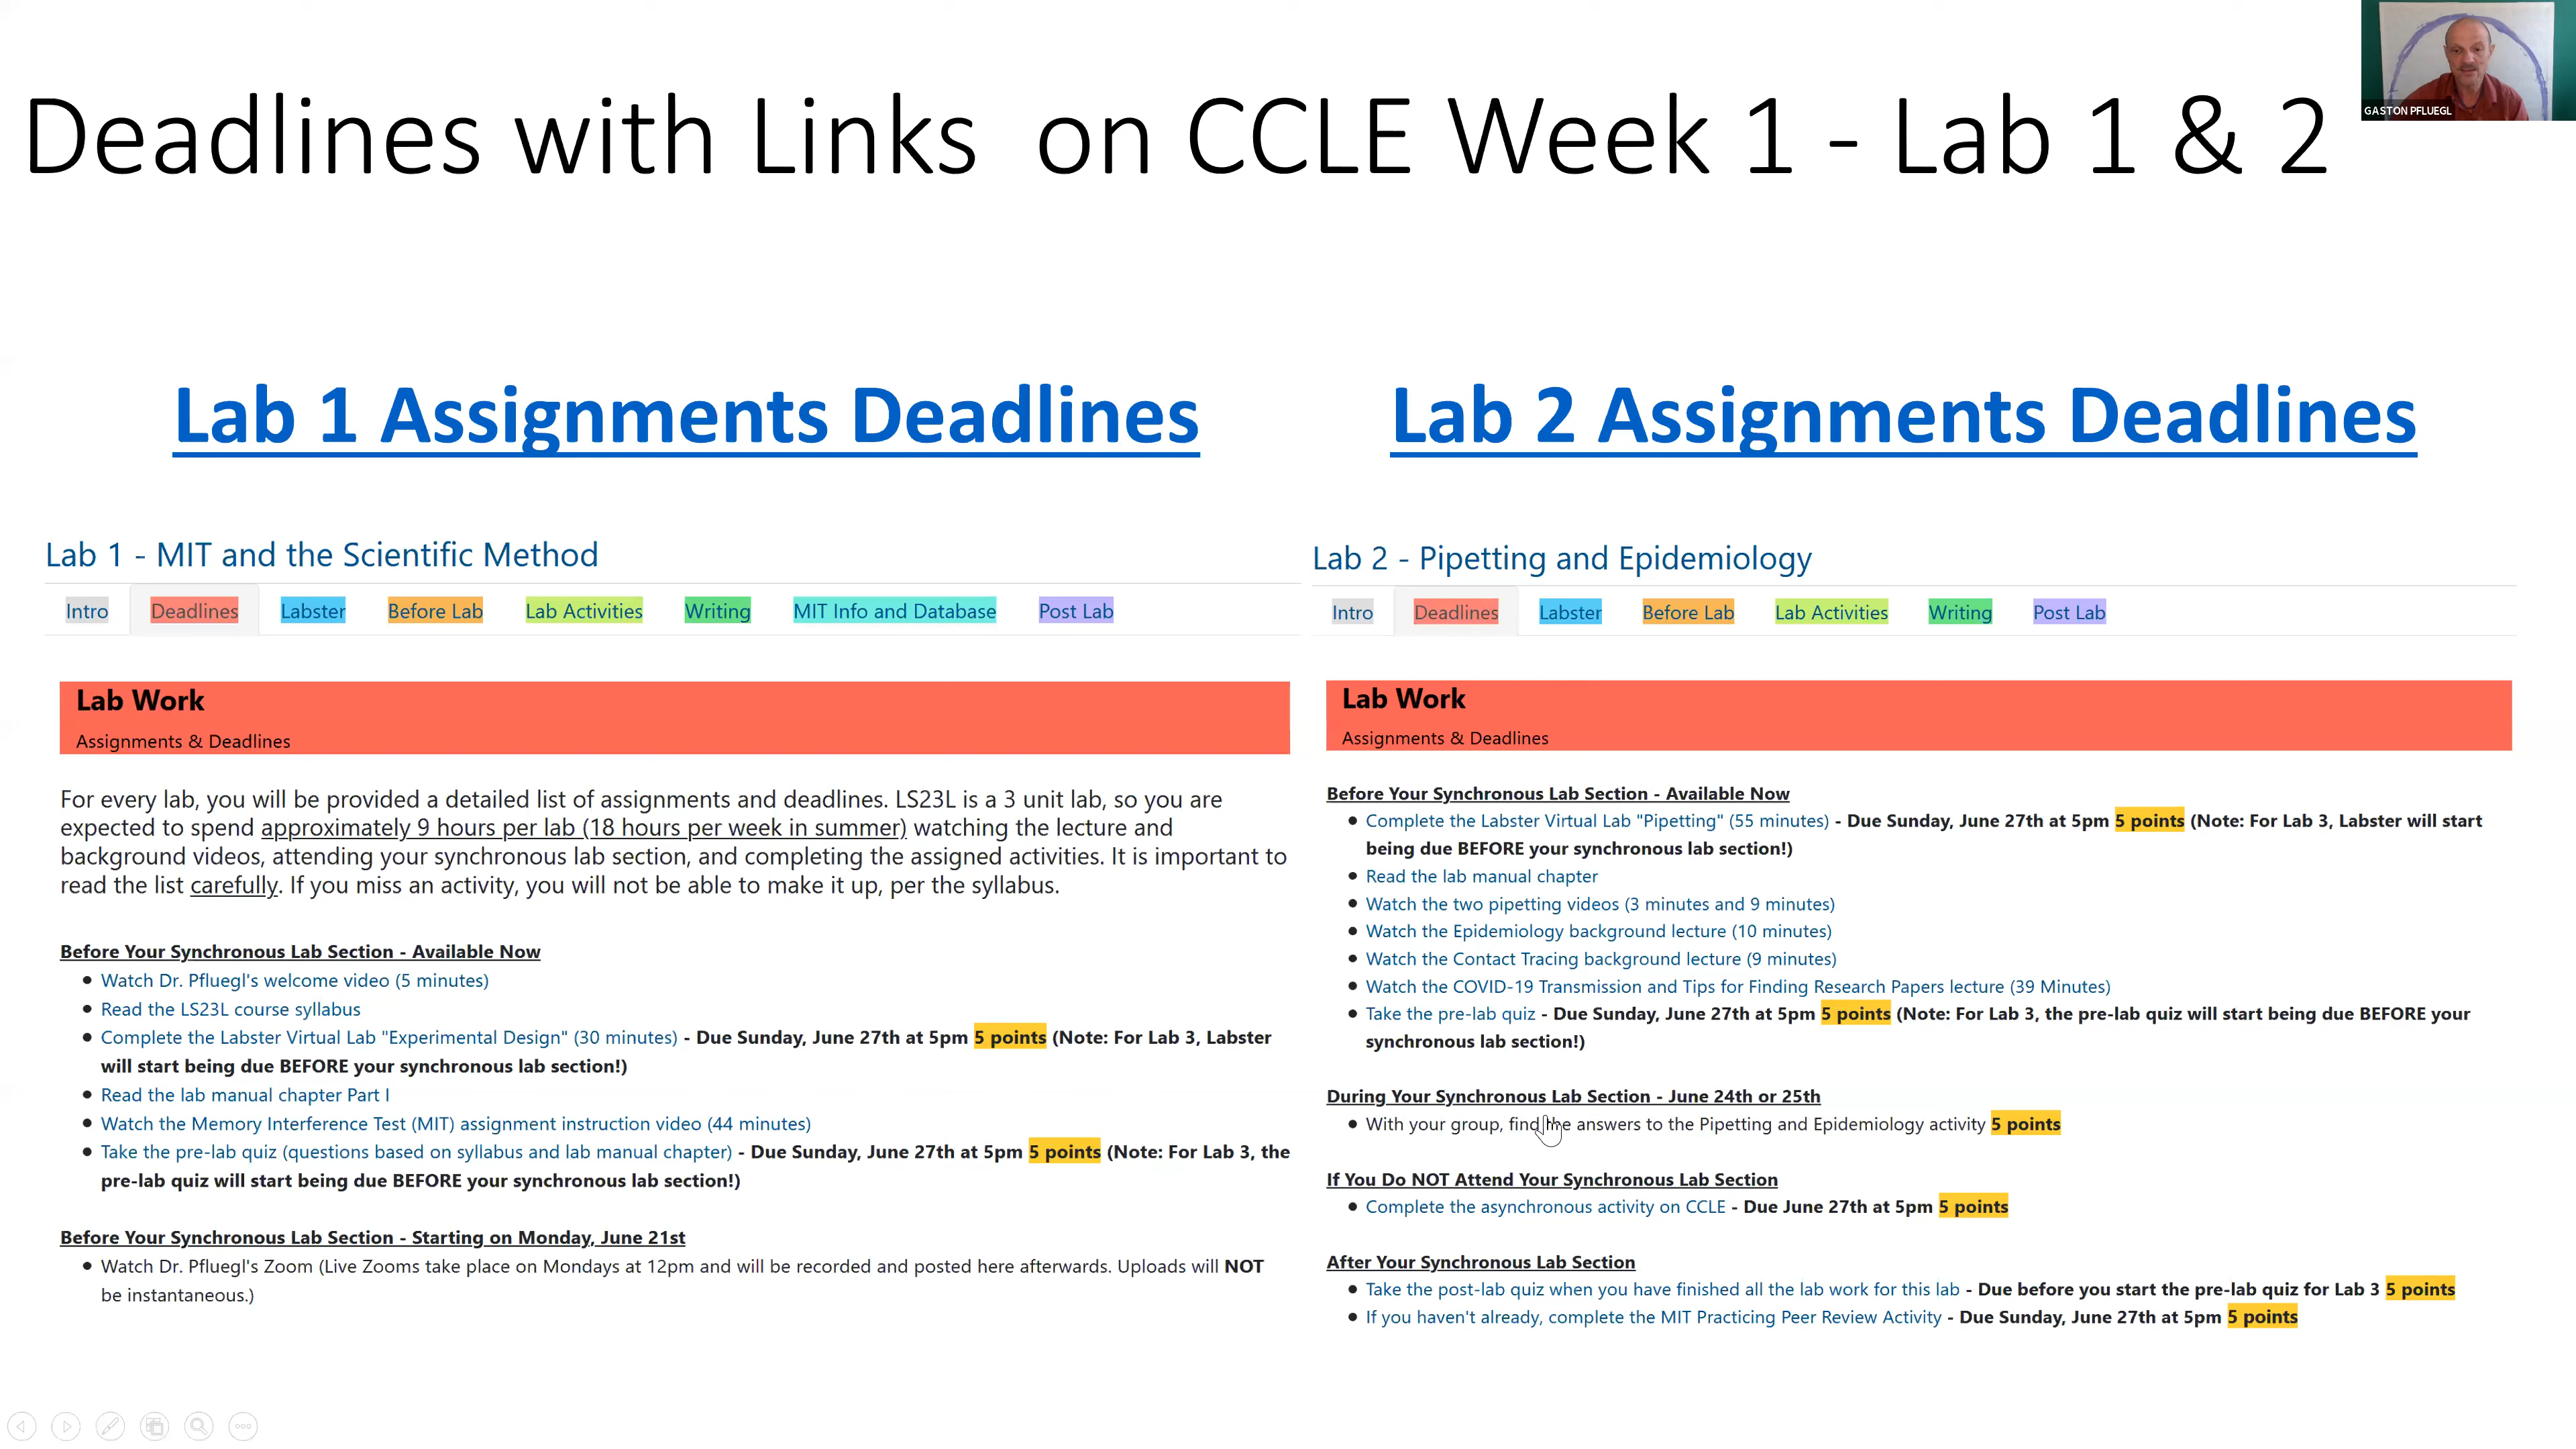 Deadlines with Links  on CCLE Week 1 - Lab 1 & 2
GASTON PFLUEGL
Lab 1 Assignments Deadlines
Lab 1 - MIT and the Scientific Method
Intro Deadlines Labster Before Lab Lab Activities Writing MIT Info and Database Post Lab
Lab Work
Assignments & Deadlines
For every lab, you will be provided a detailed list of assignments and deadlines. LS23L is a 3 unit lab, so you are
expected to spend approximately 9 hours per lab (18 hours per week in summer) watching the lecture and
background videos, attending your synchronous lab section, and completing the assigned activities. It is important to
read the list carefully. If you miss an activity, you will not be able to make it up, per the syllabus.
Before Your Synchronous Lab Section - Available Now
• Watch Dr. Pfluegl's welcome video (5 minutes)
• Read the LS23L course syllabus
• Complete the Labster Virtual Lab "Experimental Design" (30 minutes) - Due Sunday, June 27th at 5pm 5 points (Note: For Lab 3, Labster
will start being due BEFORE your synchronous lab section!)
• Read the lab manual chapter Part I
• Watch the Memory Interference Test (MIT) assignment instruction video (44 minutes)
• Take the pre-lab quiz (questions based on syllabus and lab manual chapter) - Due Sunday, June 27th at 5pm 5 points (Note: For Lab 3, the
pre-lab quiz will start being due BEFORE your synchronous lab section!)
Before Your Synchronous Lab Section - Starting on Monday, June 21st
• Watch Dr. Pfluegl's Zoom (Live Zooms take place on Mondays at 12pm and will be recorded and posted here afterwards. Uploads will NOT
be instantaneous.)
Lab 2 Assignments Deadlines
Lab 2 - Pipetting and Epidemiology
Intro Deadlines Labster Before Lab Lab Activities Writing Post Lab
Lab Work
Assignments & Deadlines
Before Your Synchronous Lab Section - Available Now
• Complete the Labster Virtual Lab "Pipetting" (55 minutes) - Due Sunday, June 27th at 5pm 5 points (Note: For Lab 3, Labster will start
being due BEFORE your synchronous lab section!)
• Read the lab manual chapter
• Watch the two pipetting videos (3 minutes and 9 minutes)
• Watch the Epidemiology background lecture (10 minutes)
• Watch the Contact Tracing background lecture (9 minutes)
• Watch the COVID-19 Transmission and Tips for Finding Research Papers lecture (39 Minutes)
• Take the pre-lab quiz - Due Sunday, June 27th at 5pm 5 points (Note: For Lab 3, the pre-lab quiz will start being due BEFORE your
synchronous lab section!)
During Your Synchronous Lab Section - June 24th or 25th
• With your group, find the answers to the Pipetting and Epidemiology activity 5 points
If You Do NOT Attend Your Synchronous Lab Section
• Complete the asynchronous activity on CCLE - Due June 27th at 5pm 5 points
After Your Synchronous Lab Section
• Take the post-lab quiz when you have finished all the lab work for this lab - Due before you start the pre-lab quiz for Lab 3 5 points
• If you haven't already, complete the MIT Practicing Peer Review Activity - Due Sunday, June 27th at 5pm 5 points